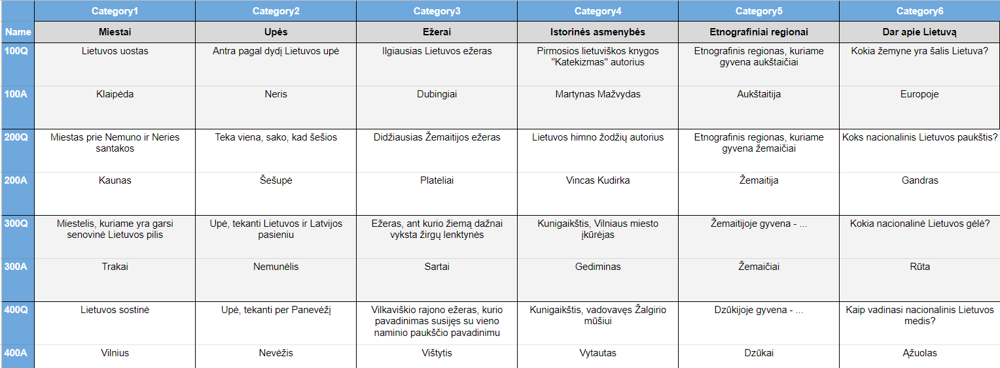 Category1 Category2 Category3 Category4 Category5 Category6
Name Miestai Upės Ežerai Istorinės asmenybės Etnografiniai regionai Dar apie Lietuvą
100Q Lietuvos uostas Antra pagal dydį Lietuvos upė Ilgiausias Lietuvos ežeras Pirmosios lietuviškos knygos Etnografinis regionas, kuriame Kokia žemyne yra šalis Lietuva?
"Katekizmas" autorius gyvena aukštaičiai
100A Klaipėda Neris Dubingiai Martynas Mažvydas Aukštaitija Europoje
200Q Miestas prie Nemuno ir Neries Teka viena, sako, kad šešios Didžiausias Žemaitijos ežeras Lietuvos himno žodžių autorius Etnografinis regionas, kuriame Koks nacionalinis Lietuvos paukštis?
santakos gyvena žemaičiai
200A Kaunas Šešupė Plateliai Vincas Kudirka Žemaitija Gandras
300Q Miestelis, kuriame yra garsi Upė, tekanti Lietuvos ir Latvijos Ežeras, ant kurio žiemą dažnai Kunigaikštis, Vilniaus miesto Žemaitijoje gyvena - ... Kokia nacionalinė Lietuvos gėlė?
senovinė Lietuvos pilis pasieniu vyksta žirgų lenktynės įkūrėjas
300A Trakai Nemunėlis Sartai Gediminas Žemaičiai Rūta
400Q Lietuvos sostinė Upė, tekanti per Panevėžį Vilkaviškio rajono ežeras, kurio Kunigaikštis, vadovavęs Žalgirio Dzūkijoje gyvena - ... Kaip vadinasi nacionalinis Lietuvos
pavadinimas susijęs su vieno mūšiui medis?
naminio paukščio pavadinimu
400A Vilnius Nevėžis Vištytis Vytautas Dzūkai Ąžuolas